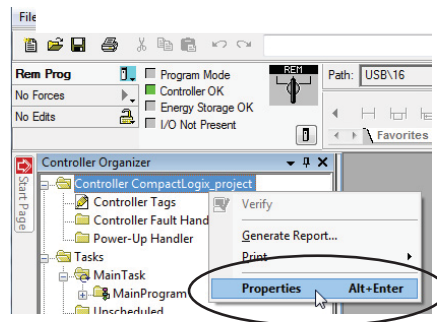 File
Rem Prog
No Forces
No Edits
Program Mode
Controller OK
Energy Storage OK
I/O Not Present
REM
Path: USB\16
Favorites
Start Page
Controller Organizer
Controller CompactLogix_project
Controller Tags
Controller Fault Hand
Power-Up Handler
Tasks
MainTask
MainProgram
Unscheduled
Verify
Generate Report...
Print
Properties Alt+Enter